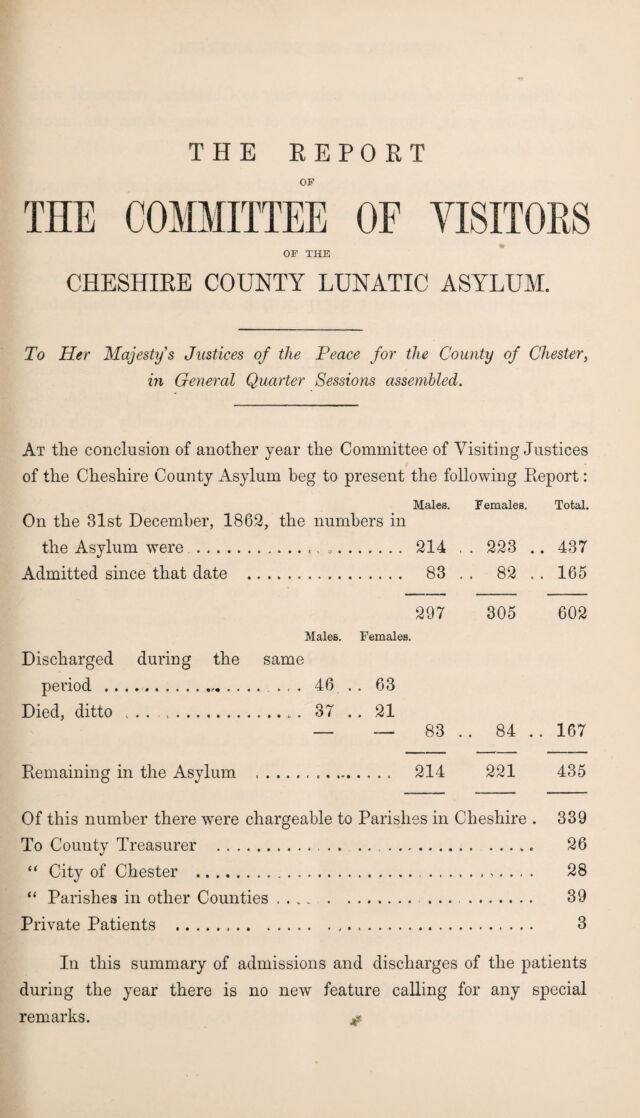 THE REPORT
OF
THE COMMITTEE OF VISITORS
OF THE
CHESHIRE COUNTY LUNATIC ASYLUM.
To Her Majesty's Justices of the Peace for the County of Chester,
in General Quarter Sessions assembled.
At the conclusion of another year the Committee of Visiting Justices
of the Cheshire County Asylum beg to present the following Report:
Males. Females. Total.
On the 31st December, 1862, the numbers in
the Asylum were .................... 214 .. 223 .. 437
Admitted since that date ................ 83 .. 82 .. 165
297 305 602
Males. Females.
Discharged during the same
period .................... 46 .. 63
Died, ditto .................. 37 .. 21
— — 83 .. 84 .. 167
Remaining in the Asylum .............. 214 221 435
Of this number there were chargeable to Parishes in Cheshire . 339
To County Treasurer ................................ 26
“ City of Chester .................................. 28
“ Parishes in other Counties ........................ 39
Private Patients .................................... 3
In this summary of admissions and discharges of the patients
during the year there is no new feature calling for any special
remarks.